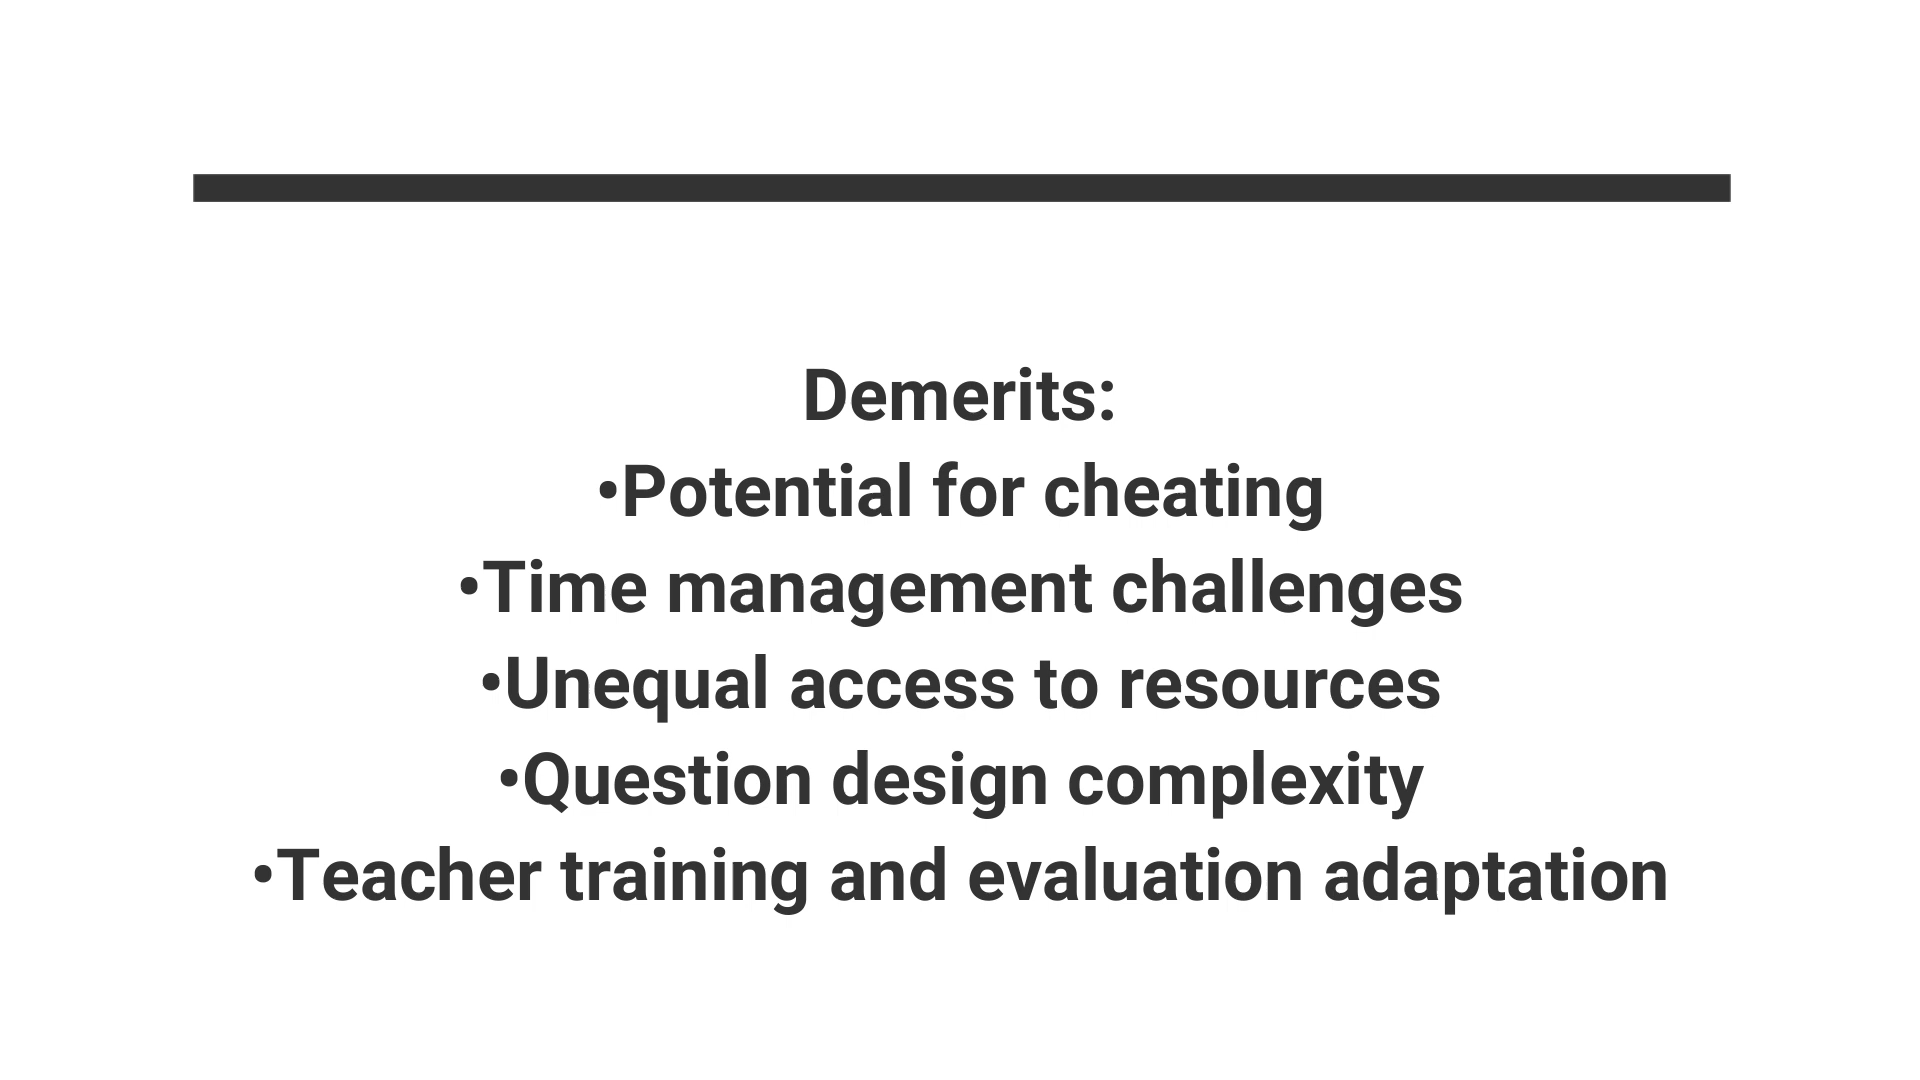 Demerits:
•Potential for cheating
•Time management challenges
•Unequal access to resources
•Question design complexity
•Teacher training and evaluation adaptation